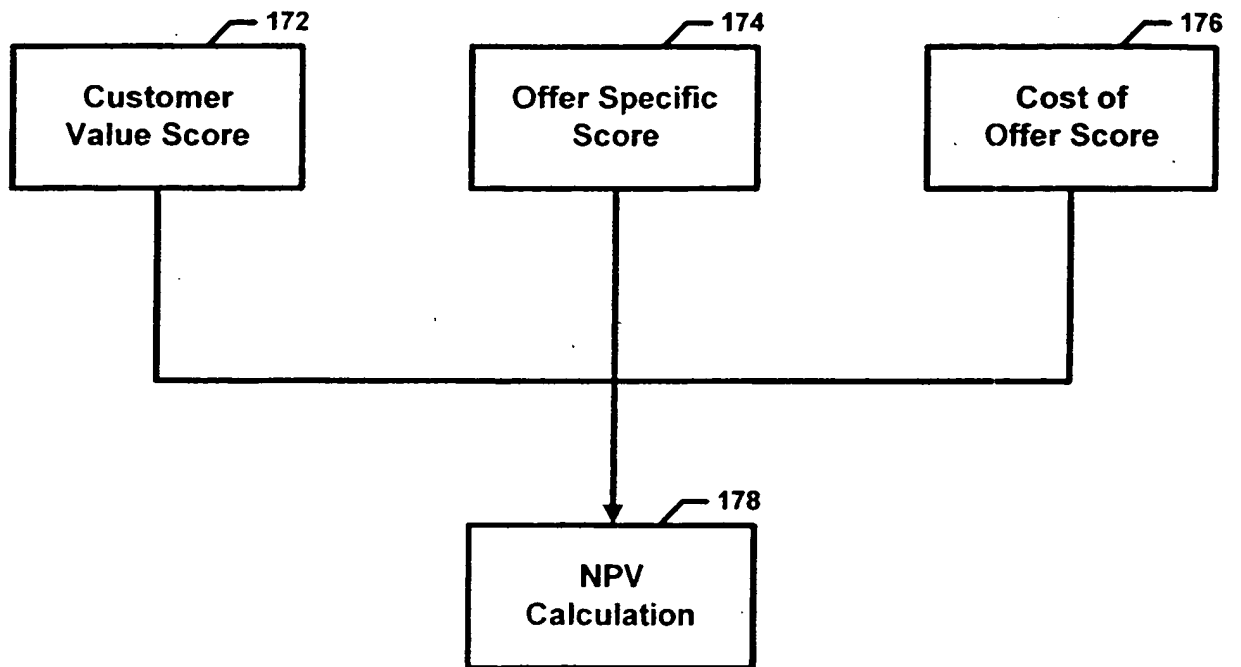 172
174
176
Customer
Value Score
Offer Specific
Score
Cost of
Offer Score
178
NPV
Calculation